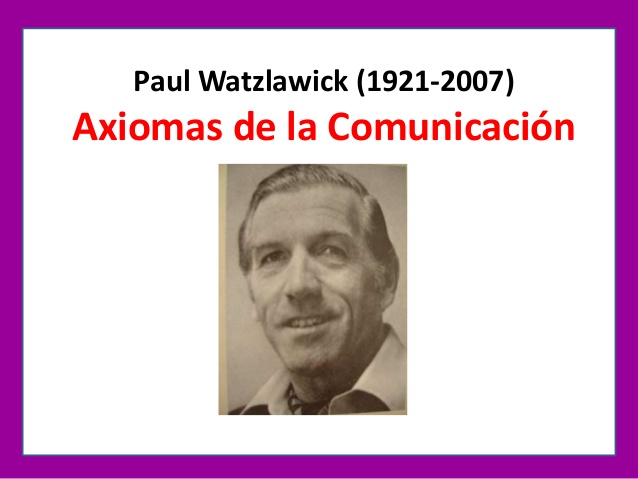 Paul Watzlawick (1921-2007)
Axiomas de la Comunicación